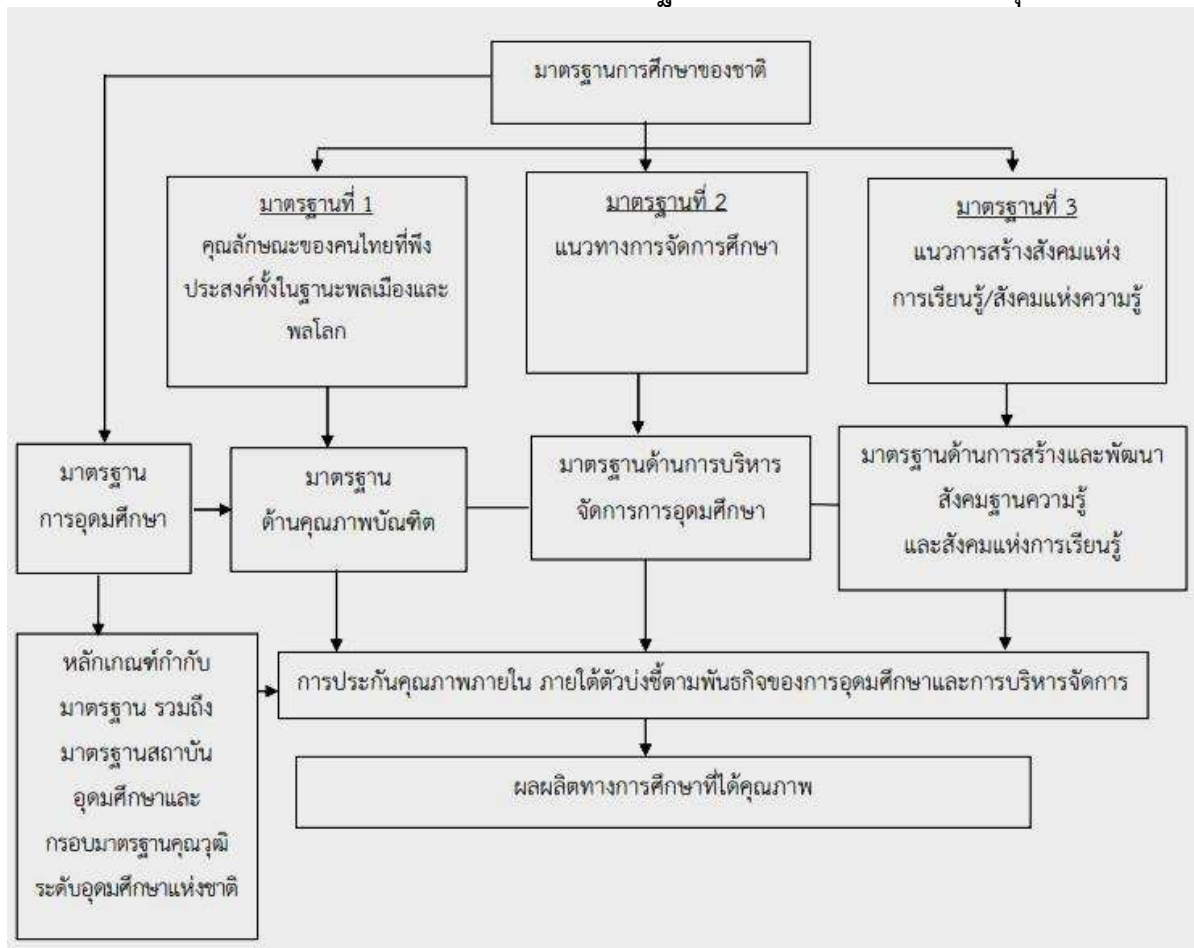 มาตรฐานการศึกษาของชาติ
มาตรฐานที่ 1
คุณลักษณะของคนไทยที่พึง
ประสงค์ทั้งในฐานะพลเมืองและ
พลโลก
มาตรฐานที่ 2
แนวทางการจัดการศึกษา
มาตรฐานที่ 3
แนวการสร้างสังคมแห่ง
การเรียนรู้/สังคมแห่งความรู้
มาตรฐาน
การอุดมศึกษา
มาตรฐาน
ด้านคุณภาพบัณฑิต
มาตรฐานด้านการบริหาร
จัดการการอุดมศึกษา
มาตรฐานด้านการสร้างและพัฒนา
สังคมฐานความรู้
และสังคมแห่งการเรียนรู้
หลักเกณฑ์กำกับ
มาตรฐาน รวมถึง
มาตรฐานสถาบัน
อุดมศึกษาและ
กรอบมาตรฐานคุณวุฒิ
ระดับอุดมศึกษาแห่งชาติ
การประกันคุณภาพภายใน ภายใต้ตัวบ่งชี้ตามพันธกิจของการอุดมศึกษาและการบริหารจัดการ
ผลผลิตทางการศึกษาที่ได้คุณภาพ